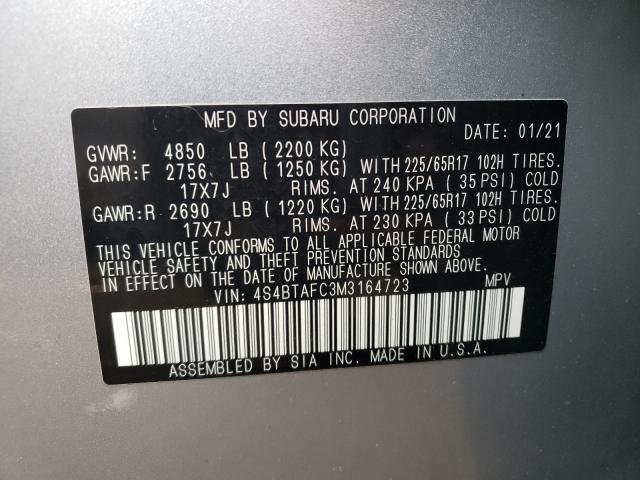 MFD BY SUBARU CORPORATION
DATE: 01/21
GVWR: 4850 LB (2200 KG)
GAWR:F 2756 LB (1250 KG) WITH 225/65R17 102H TIRES.
17X7J RIMS. AT 240 KPA (35 PSI) COLD
GAWR:R 2690 LB (1220 KG) WITH 225/65R17 102H TIRES.
17X7J RIMS. AT 230 KPA (33 PSI) COLD
THIS VEHICLE CONFORMS TO ALL APPLICABLE FEDERAL MOTOR
VEHICLE SAFETY AND THEFT PREVENTION STANDARDS IN EFFECT
ON THE DATE OF MANUFACTURE SHOWN ABOVE.
VIN: 4S4BTAFC3M3164723 MPV
ASSEMBLED BY SIA INC. MADE IN U.S.A.